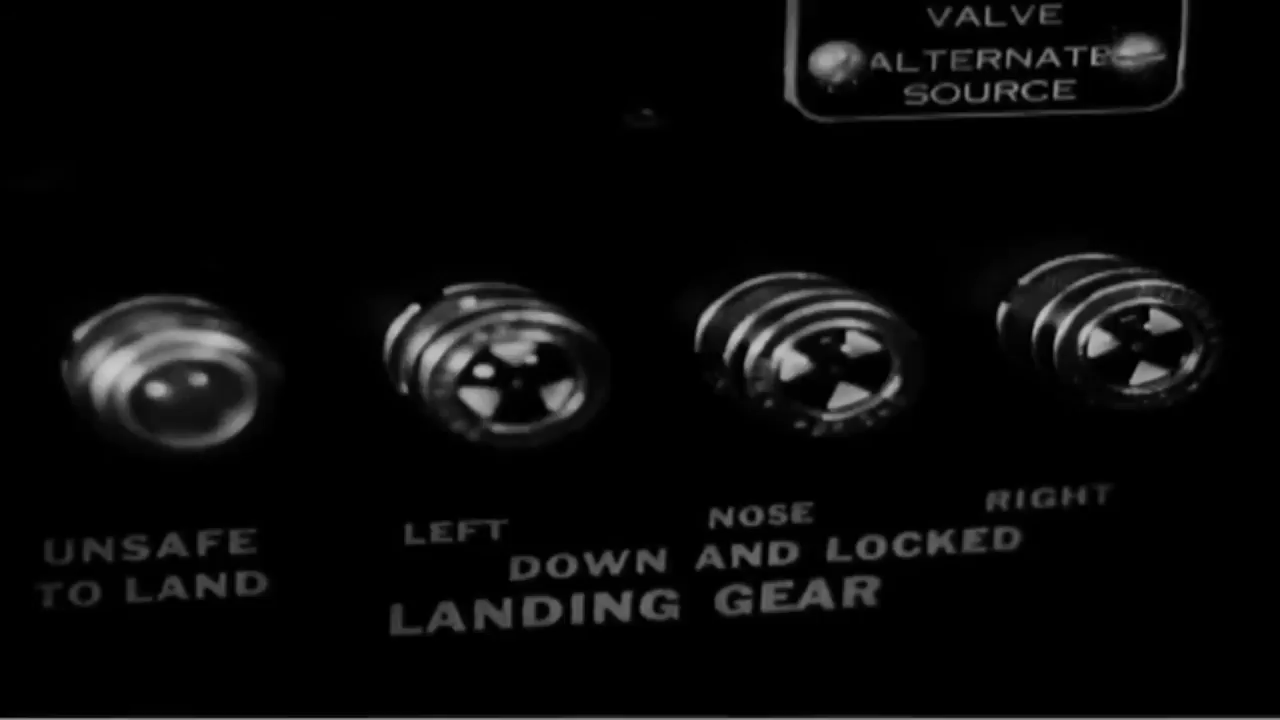 VALVE
ALTERNATE
SOURCE
LEFT
NOSE
RIGHT
UNSAFE
TO LAND
DOWN AND LOCKED
LANDING GEAR